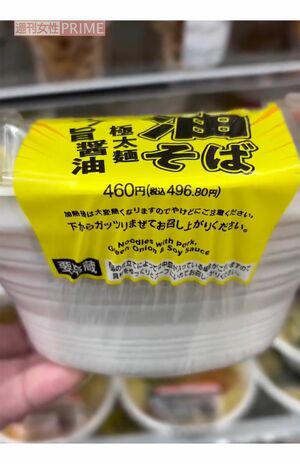 週刊女性PRIME
油そば
旨醤油
極太麺
460円(税込496.80円)
加熱後は大変熱くなりますのでやけどにご注意ください。
下からガッツリまぜてお召し上がりください。
Noodles with Pork,
Green Onion & Soy Sauce
要冷蔵